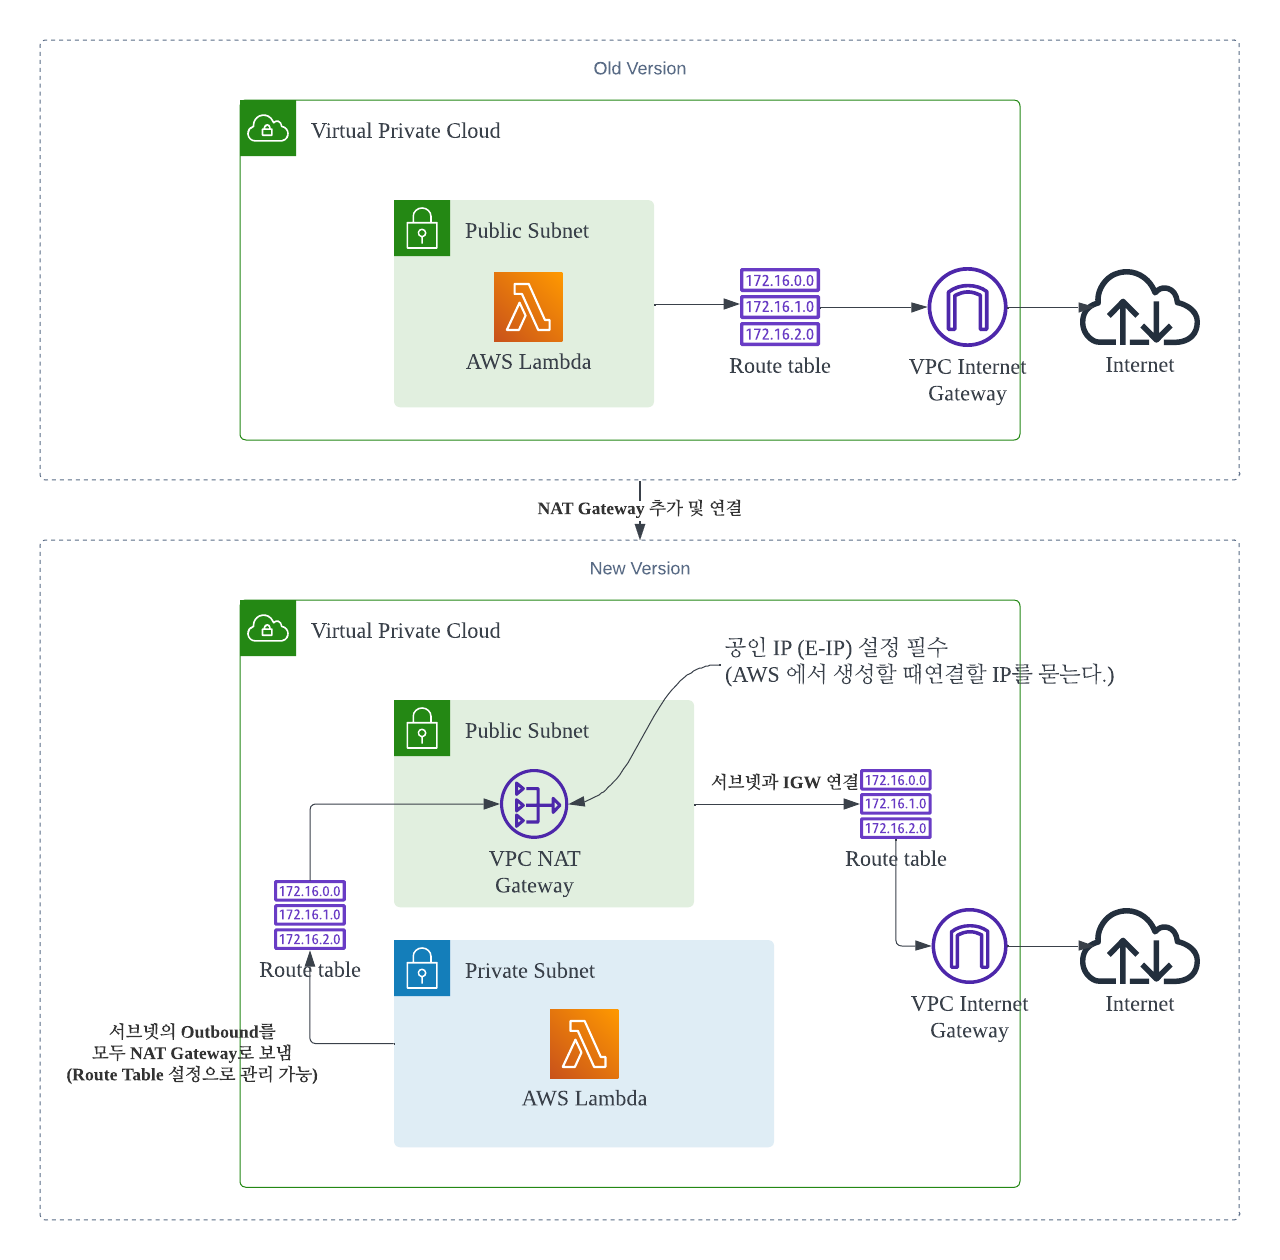 Old Version
Virtual Private Cloud
Public Subnet
AWS Lambda
172.16.0.0
172.16.1.0
172.16.2.0
Route table
VPC Internet
Gateway
Internet
NAT Gateway 추가 및 연결
New Version
Virtual Private Cloud
공인 IP (E-IP) 설정 필수
(AWS 에서 생성할 때연결할 IP를 묻는다.)
Public Subnet
VPC NAT
Gateway
서브넷과 IGW 연결
172.16.0.0
172.16.1.0
172.16.2.0
Route table
172.16.0.0
172.16.1.0
172.16.2.0
Route table
Private Subnet
AWS Lambda
VPC Internet
Gateway
Internet
서브넷의 Outbound를
모두 NAT Gateway로 보냄
(Route Table 설정으로 관리 가능)